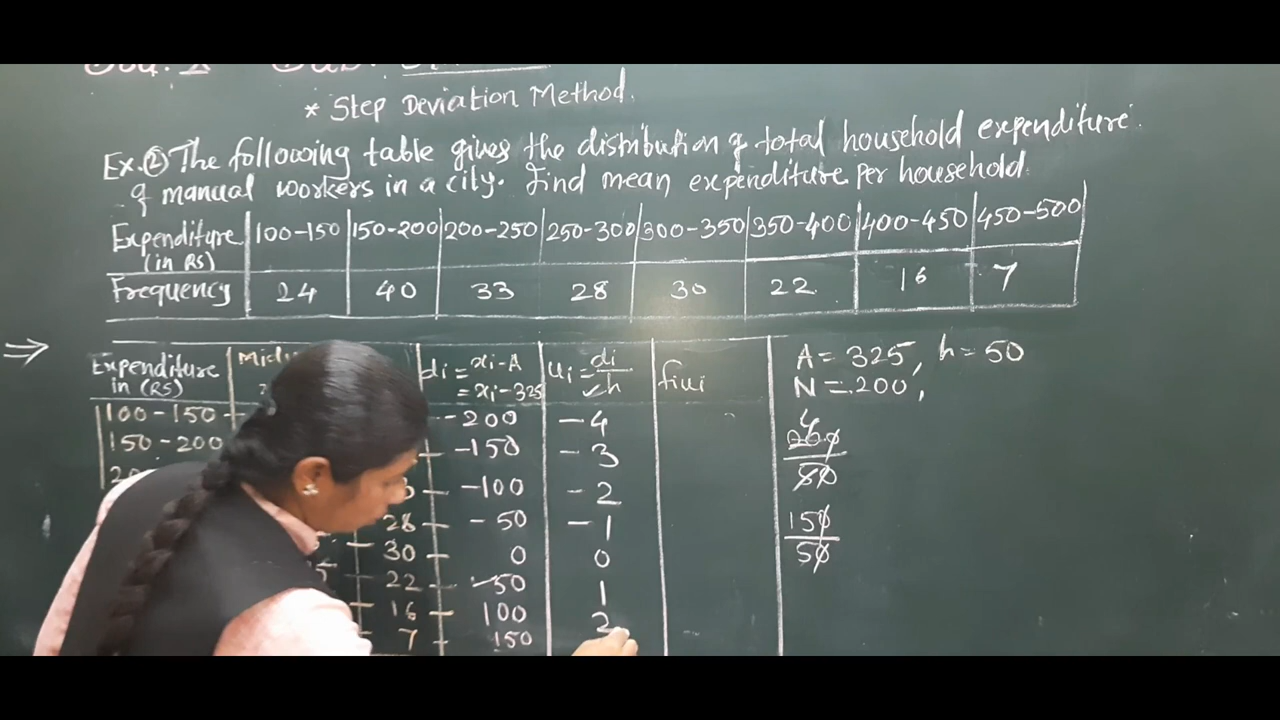 * Step Deviation Method.
Ex.② The following table gives the distribution of total household expenditure
of manual workers in a city. Find mean expenditure per household.
Expenditure (in RS) 100-150 150-200 200-250 250-300 300-350 350-400 400-450 450-500
Frequency 24 40 33 28 30 22 16 7
⇒
Expenditure in (RS) di = xi-A = xi-325 ui = di/h fiui
100-150 -200 -4
150-200 -150 -3
-100 -2
28 -50 -1
30 0 0
22 50 1
16 100 2
7 150
A = 325, h = 50
N = 200,
4
200
50
150
50